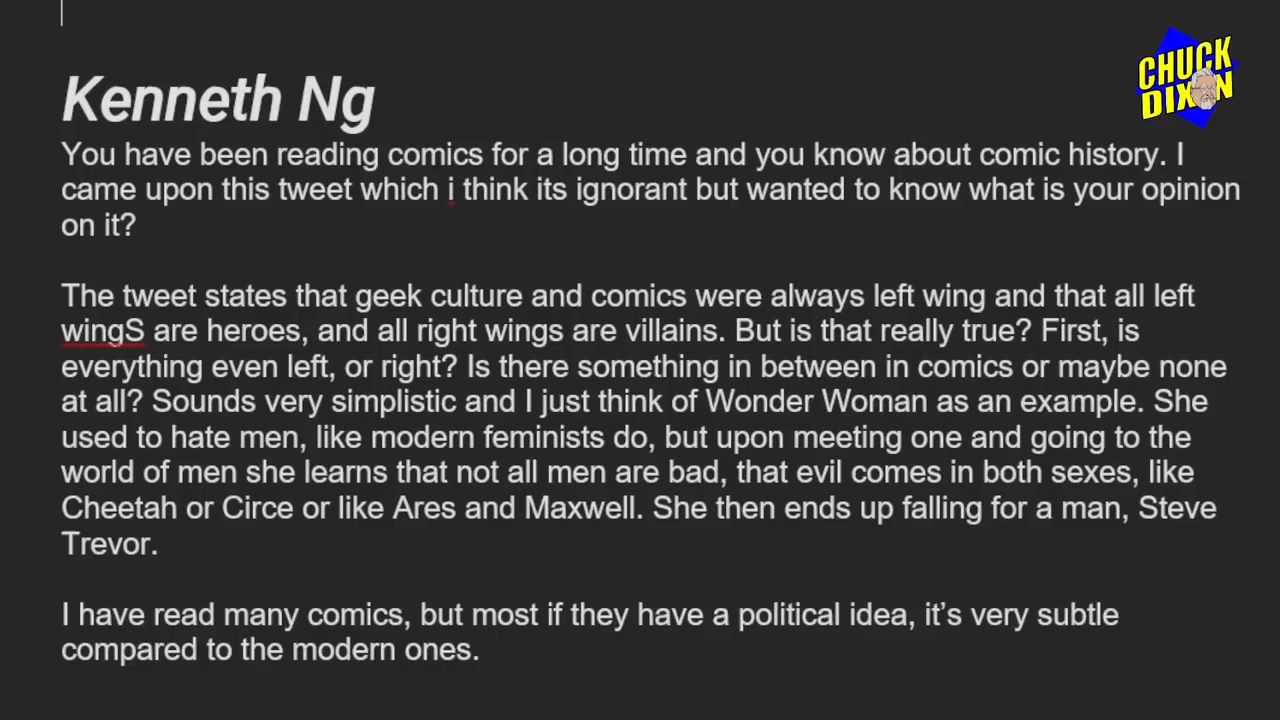 CHUCK
DIXON
Kenneth Ng
You have been reading comics for a long time and you know about comic history. I
came upon this tweet which i think its ignorant but wanted to know what is your opinion
on it?
The tweet states that geek culture and comics were always left wing and that all left
wingS are heroes, and all right wings are villains. But is that really true? First, is
everything even left, or right? Is there something in between in comics or maybe none
at all? Sounds very simplistic and I just think of Wonder Woman as an example. She
used to hate men, like modern feminists do, but upon meeting one and going to the
world of men she learns that not all men are bad, that evil comes in both sexes, like
Cheetah or Circe or like Ares and Maxwell. She then ends up falling for a man, Steve
Trevor.
I have read many comics, but most if they have a political idea, it’s very subtle
compared to the modern ones.